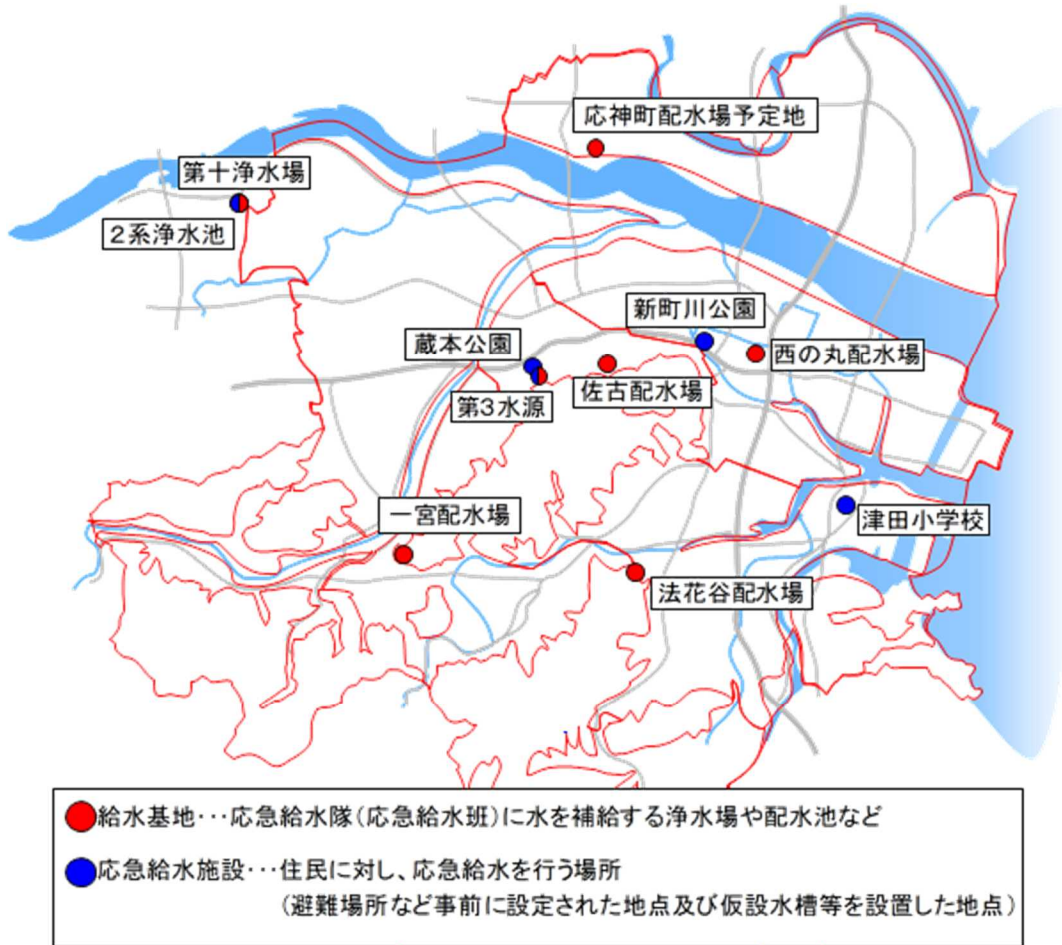 応神町配水場予定地
第十浄水場
2系浄水池
新町川公園
蔵本公園
西の丸配水場
佐古配水場
第3水源
一宮配水場
津田小学校
法花谷配水場
給水基地･･･応急給水隊(応急給水班)に水を補給する浄水場や配水池など
応急給水施設･･･住民に対し、応急給水を行う場所
(避難場所など事前に設定された地点及び仮設水槽等を設置した地点)